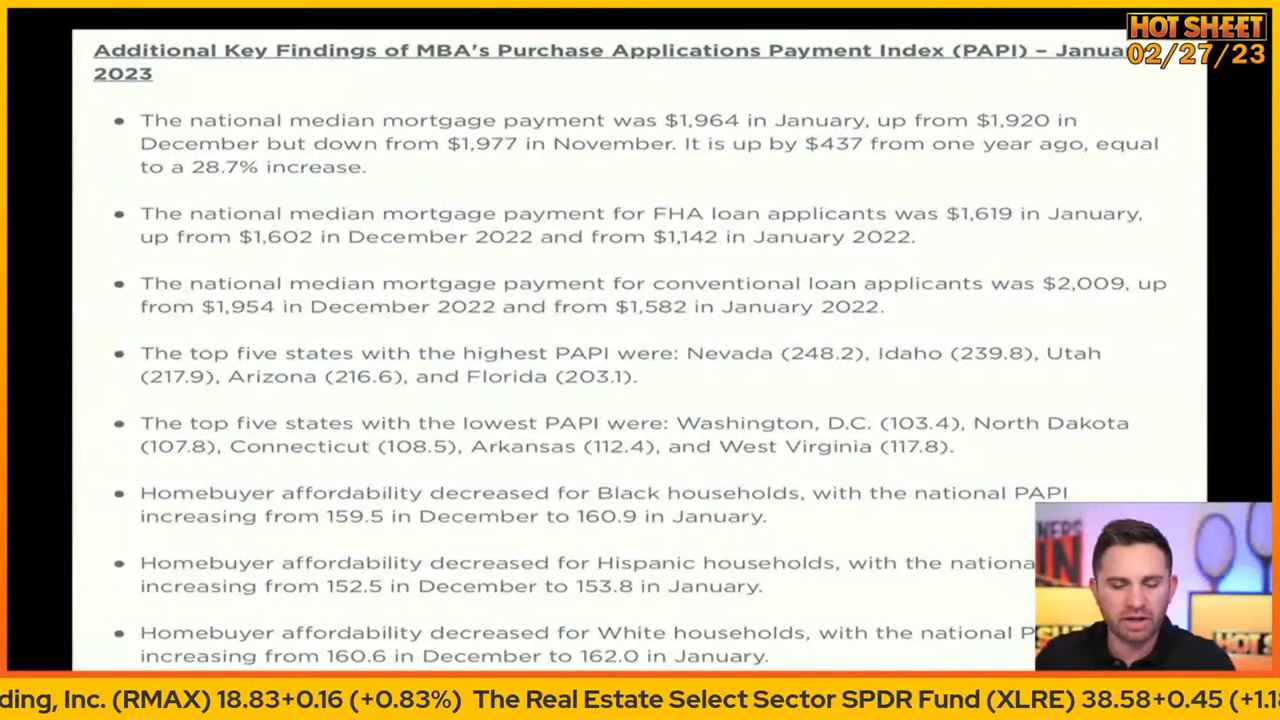 HOT SHEET
02/27/23
Additional Key Findings of MBA's Purchase Applications Payment Index (PAPI) –
2023
• The national median mortgage payment was $1,964 in January, up from $1,920 in
December but down from $1,977 in November. It is up by $437 from one year ago, equal
to a 28.7% increase.
• The national median mortgage payment for FHA loan applicants was $1,619 in January,
up from $1,602 in December 2022 and from $1,142 in January 2022.
• The national median mortgage payment for conventional loan applicants was $2,009, up
from $1,954 in December 2022 and from $1,582 in January 2022.
• The top five states with the highest PAPI were: Nevada (248.2), Idaho (239.8), Utah
(217.9), Arizona (216.6), and Florida (203.1).
• The top five states with the lowest PAPI were: Washington, D.C. (103.4), North Dakota
(107.8), Connecticut (108.5), Arkansas (112.4), and West Virginia (117.8).
• Homebuyer affordability decreased for Black households, with the national PAPI
increasing from 159.5 in December to 160.9 in January.
• Homebuyer affordability decreased for Hispanic households, with the nationa
increasing from 152.5 in December to 153.8 in January.
• Homebuyer affordability decreased for White households, with the national P
increasing from 160.6 in December to 162.0 in January.
ding, Inc. (RMAX) 18.83+0.16 (+0.83%) The Real Estate Select Sector SPDR Fund (XLRE) 38.58+0.45 (+1.1